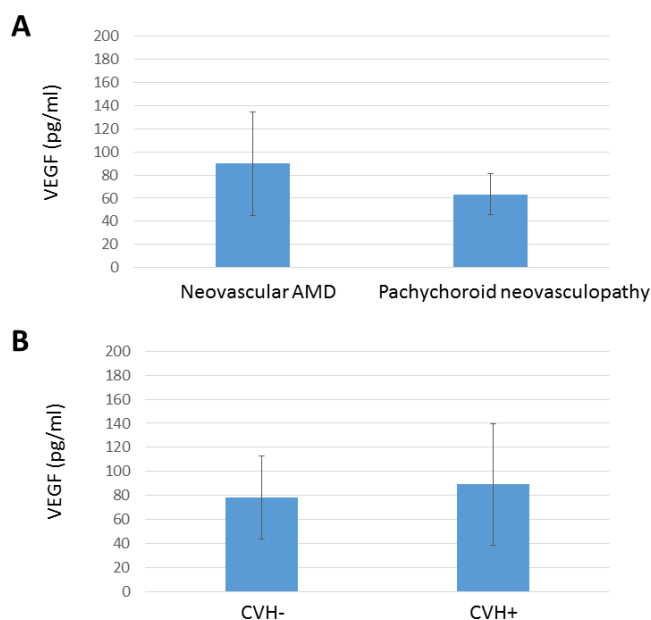 A
VEGF (pg/ml)
200
180
160
140
120
100
80
60
40
20
0
Neovascular AMD
Pachychoroid neovasculopathy
B
VEGF (pg/ml)
200
180
160
140
120
100
80
60
40
20
0
CVH-
CVH+